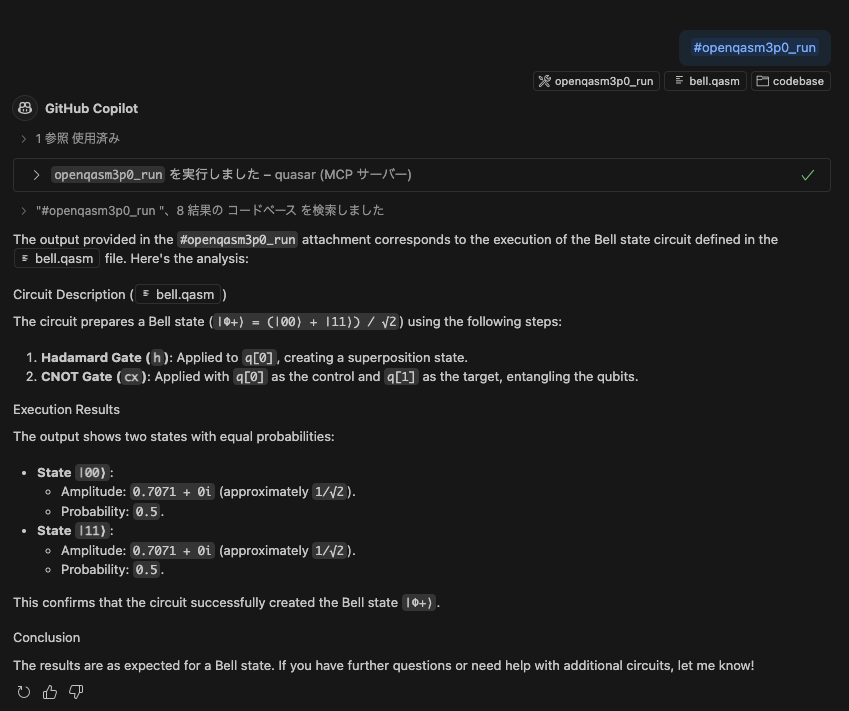 #openqasm3p0_run
openqasm3p0_run bell.qasm codebase
GitHub Copilot
1 参照 使用済み
openqasm3p0_run を実行しました – quasar (MCP サーバー)
"#openqasm3p0_run "、8 結果の コードベース を検索しました
The output provided in the #openqasm3p0_run attachment corresponds to the execution of the Bell state circuit defined in the
bell.qasm file. Here's the analysis:
Circuit Description ( bell.qasm )
The circuit prepares a Bell state ( |Φ+⟩ = (|00⟩ + |11⟩) / √2 ) using the following steps:
1. Hadamard Gate ( h ): Applied to q[0] , creating a superposition state.
2. CNOT Gate ( cx ): Applied with q[0] as the control and q[1] as the target, entangling the qubits.
Execution Results
The output shows two states with equal probabilities:
• State |00⟩ :
◦ Amplitude: 0.7071 + 0i (approximately 1/√2 ).
◦ Probability: 0.5 .
• State |11⟩ :
◦ Amplitude: 0.7071 + 0i (approximately 1/√2 ).
◦ Probability: 0.5 .
This confirms that the circuit successfully created the Bell state |Φ+⟩ .
Conclusion
The results are as expected for a Bell state. If you have further questions or need help with additional circuits, let me know!